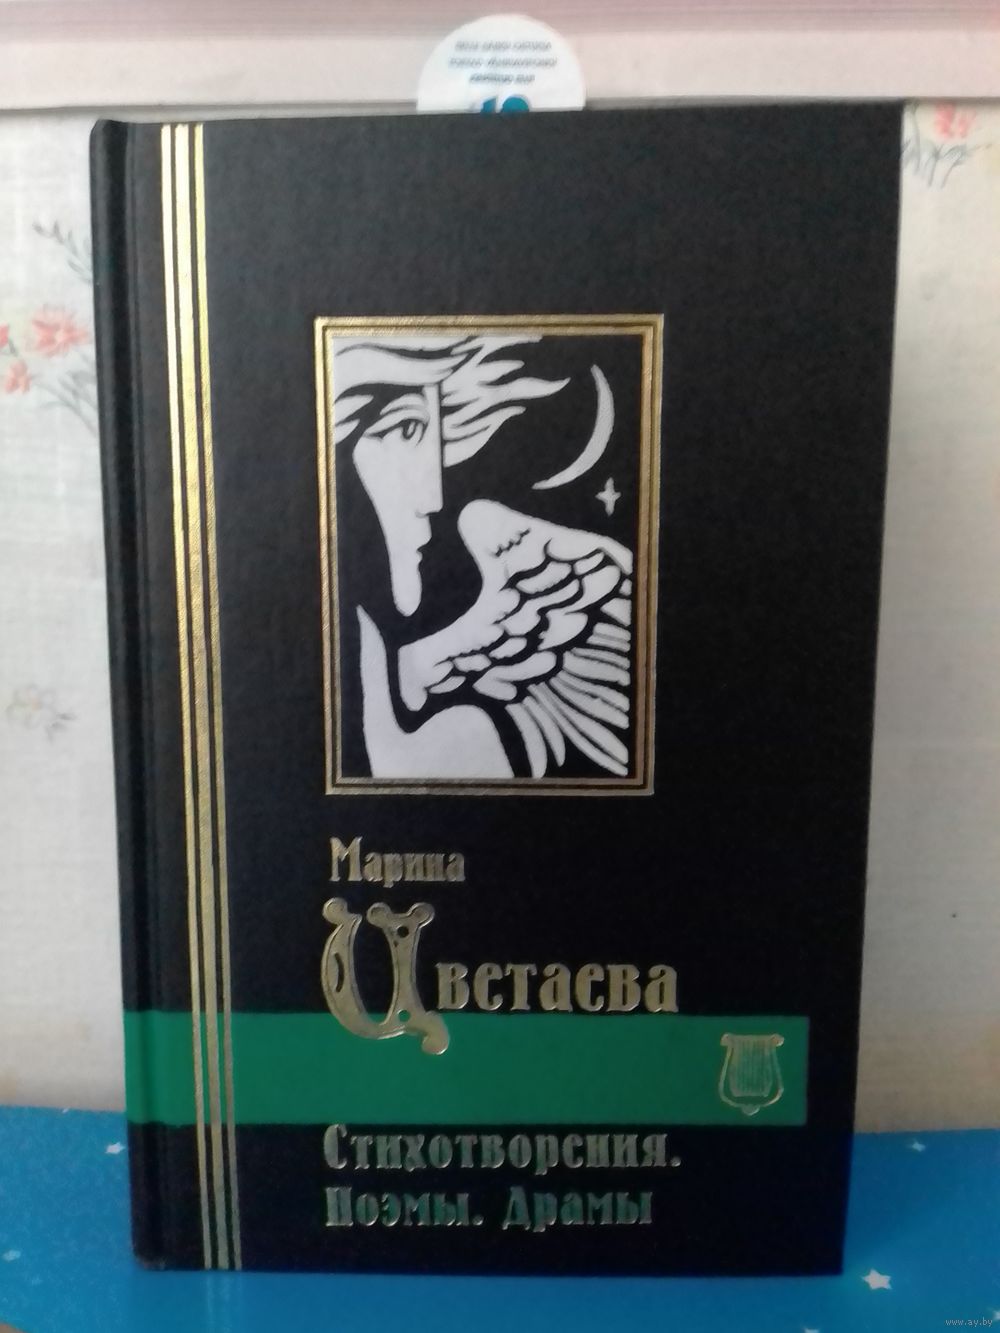 Марина
Цветаева
Стихотворения.
Поэмы. Драмы
www.ay.by